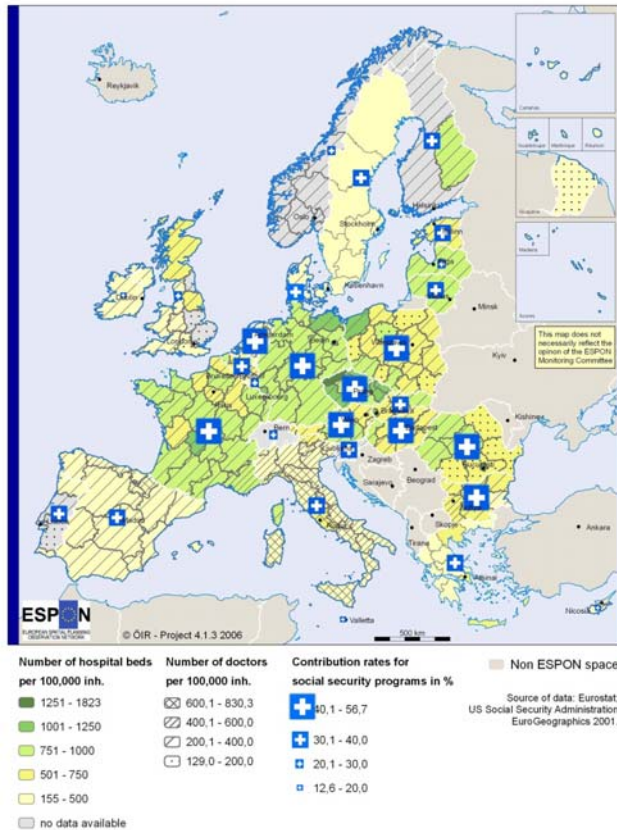 Reykjavik
Canarias
Guadeloupe Martinique Réunion
Guyane
Madeira
Oslo
Helsinki
Stockholm
København
Minsk
This map does
not
necessarily reflect
the
opinon of the ESPON
Monitoring Committee
Dublin
London
Kyiv
Luxembourg
Kishinev
Bern
Budapest
Zagreb
Beograd
Sarajevo
Skopje
Tirana
Ankara
Athinai
Nicosia
Valletta
ESPON
EUROPEAN SPATIAL PLANNING
OBSERVATION NETWORK
© ÖIR - Project 4.1.3 2006
500 km
Number of hospital beds
per 100,000 inh.
1251 - 1823
1001 - 1250
751 - 1000
501 - 750
155 - 500
no data available
Number of doctors
per 100,000 inh.
600,1 - 830,3
400,1 - 600,0
200,1 - 400,0
129,0 - 200,0
Contribution rates for
social security programs in %
40,1 - 56,7
30,1 - 40,0
20,1 - 30,0
12,6 - 20,0
Non ESPON space
Source of data: Eurostat,
US Social Security Administration
EuroGeographics 2001.